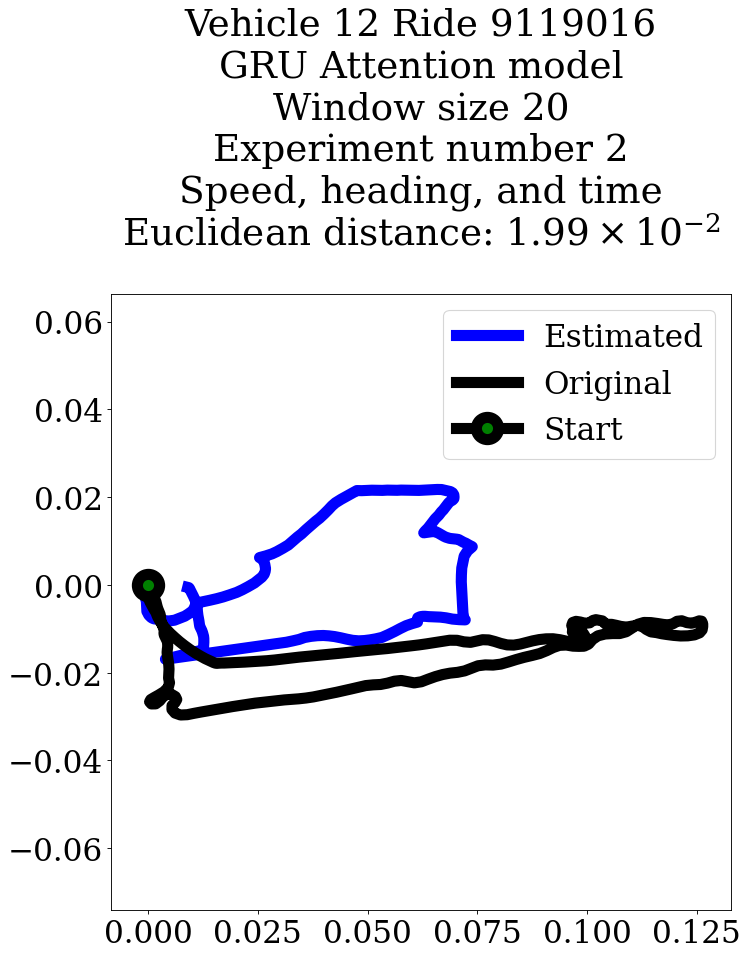 Vehicle 12 Ride 9119016
GRU Attention model
Window size 20
Experiment number 2
Speed, heading, and time
Euclidean distance: 1.99 × 10⁻²
Estimated
Original
Start
0.06
0.04
0.02
0.00
−0.02
−0.04
−0.06
0.000 0.025 0.050 0.075 0.100 0.125